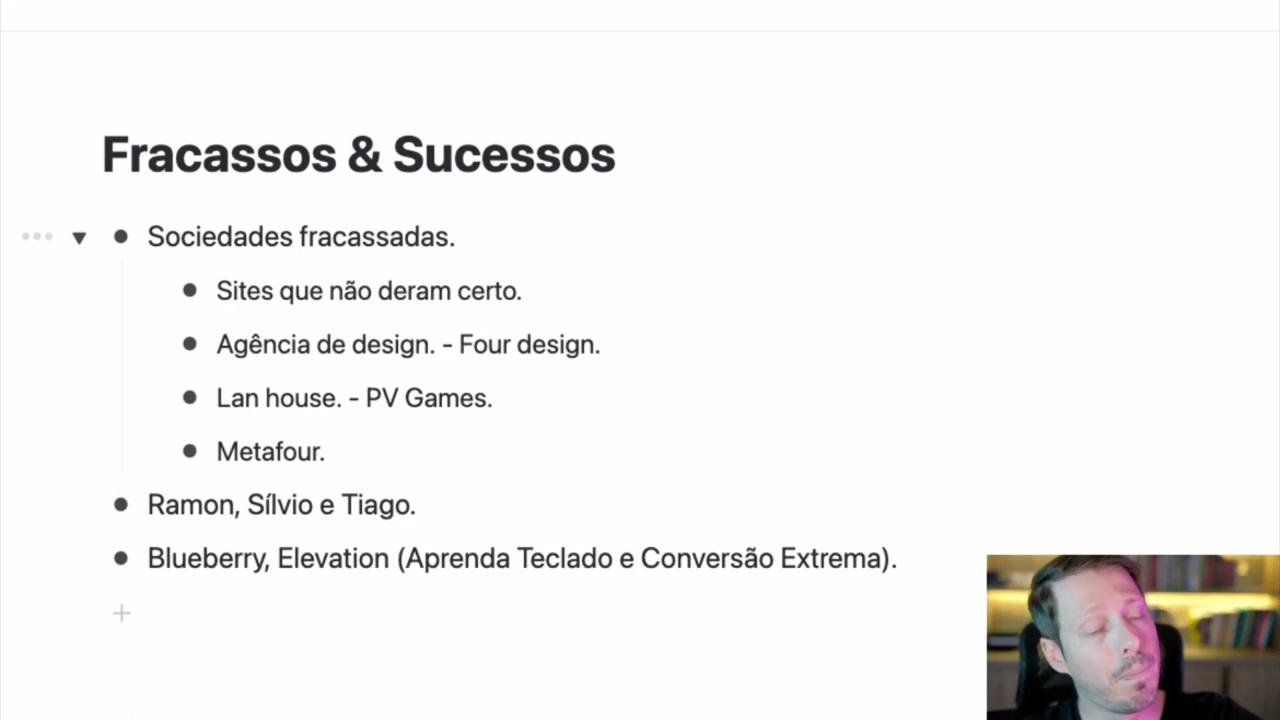 Fracassos & Sucessos
Sociedades fracassadas.
Sites que não deram certo.
Agência de design. - Four design.
Lan house. - PV Games.
Metafour.
Ramon, Sílvio e Tiago.
Blueberry, Elevation (Aprenda Teclado e Conversão Extrema).